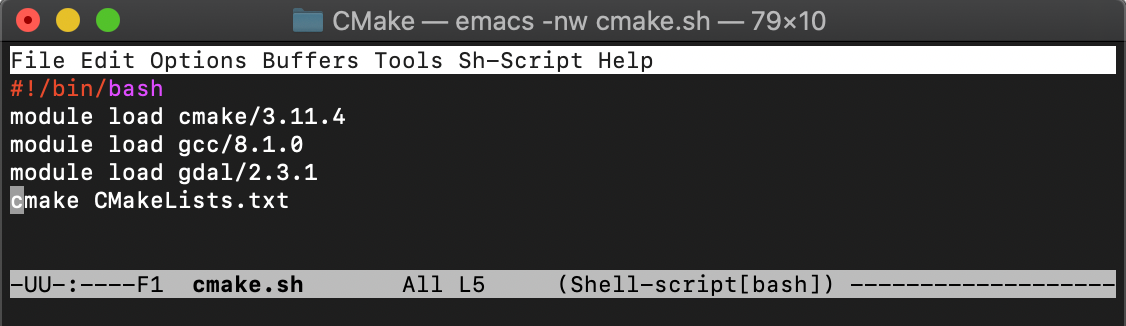 CMake — emacs -nw cmake.sh — 79×10
File Edit Options Buffers Tools Sh-Script Help
#!/bin/bash
module load cmake/3.11.4
module load gcc/8.1.0
module load gdal/2.3.1
cmake CMakeLists.txt
-UU-:----F1  cmake.sh       All L5     (Shell-script[bash]) -------------------